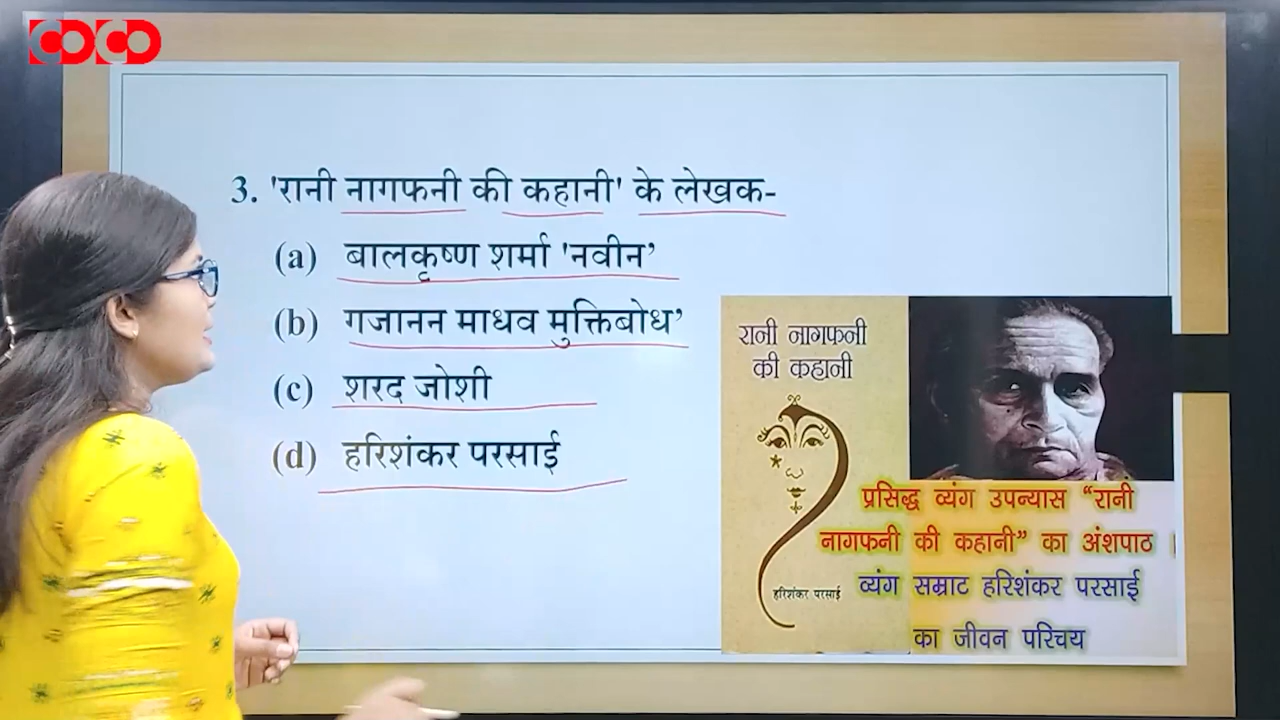 COCO
3. 'रानी नागफनी की कहानी' के लेखक-
(a) बालकृष्ण शर्मा 'नवीन’
(b) गजानन माधव मुक्तिबोध’
(c) शरद जोशी
(d) हरिशंकर परसाई
रानी नागफनी
की कहानी
हरिशंकर परसाई
प्रसिद्ध व्यंग उपन्यास “रानी
नागफनी की कहानी” का अंशपाठ ।
व्यंग सम्राट हरिशंकर परसाई
का जीवन परिचय